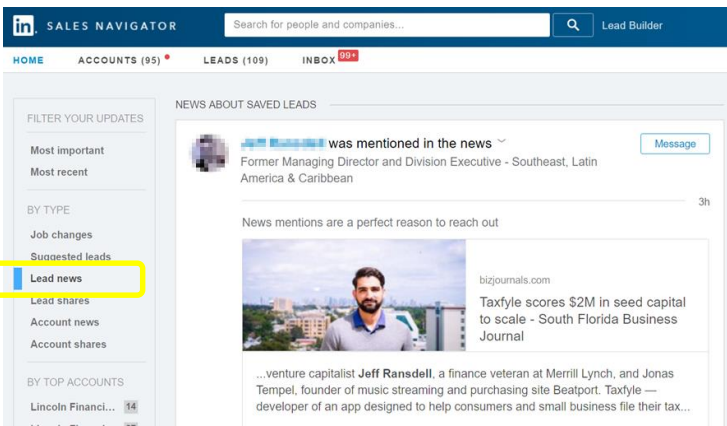 in. SALES NAVIGATOR
Search for people and companies...
Lead Builder
HOME ACCOUNTS (95) LEADS (109) INBOX 99+
FILTER YOUR UPDATES
Most important
Most recent
BY TYPE
Job changes
Suggested leads
Lead news
Lead shares
Account news
Account shares
BY TOP ACCOUNTS
Lincoln Financi... 14
NEWS ABOUT SAVED LEADS
was mentioned in the news
Message
Former Managing Director and Division Executive - Southeast, Latin
America & Caribbean
3h
News mentions are a perfect reason to reach out
bizjournals.com
Taxfyle scores $2M in seed capital
to scale - South Florida Business
Journal
...venture capitalist Jeff Ransdell, a finance veteran at Merrill Lynch, and Jonas
Tempel, founder of music streaming and purchasing site Beatport. Taxfyle —
developer of an app designed to help consumers and small business file their tax...